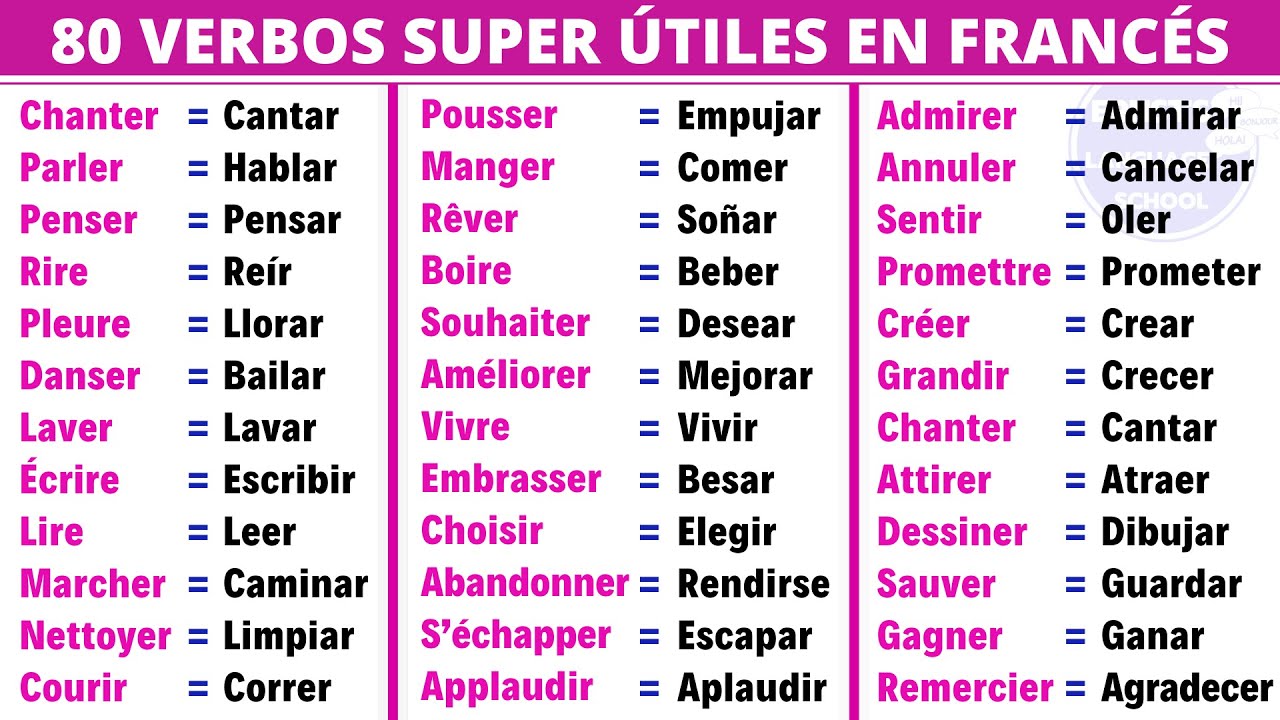 80 VERBOS SUPER ÚTILES EN FRANCÉS
Chanter = Cantar
Parler = Hablar
Penser = Pensar
Rire = Reír
Pleure = Llorar
Danser = Bailar
Laver = Lavar
Écrire = Escribir
Lire = Leer
Marcher = Caminar
Nettoyer = Limpiar
Courir = Correr
Pousser = Empujar
Manger = Comer
Rêver = Soñar
Boire = Beber
Souhaiter = Desear
Améliorer = Mejorar
Vivre = Vivir
Embrasser = Besar
Choisir = Elegir
Abandonner = Rendirse
S’échapper = Escapar
Applaudir = Aplaudir
Admirer = Admirar
Annuler = Cancelar
Sentir = Oler
Promettre = Prometer
Créer = Crear
Grandir = Crecer
Chanter = Cantar
Attirer = Atraer
Dessiner = Dibujar
Sauver = Guardar
Gagner = Ganar
Remercier = Agradecer
HI!
BONJOUR
HOLA!
SCHOOL